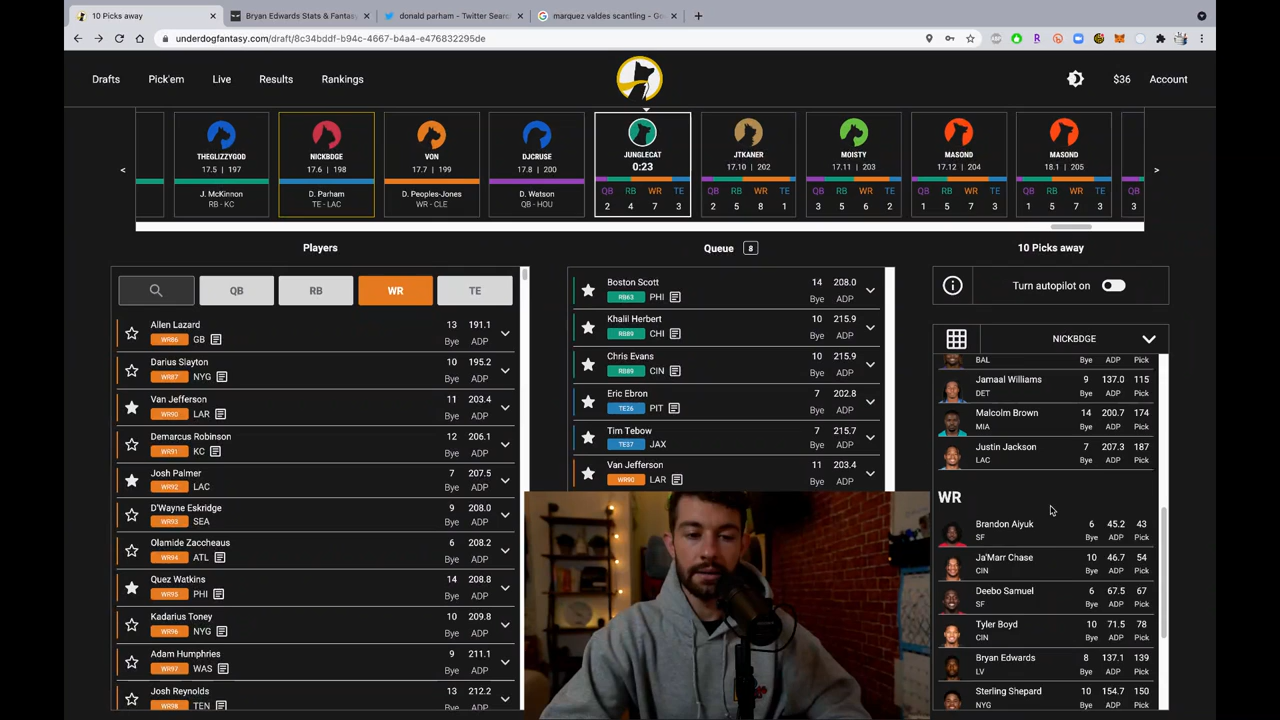 10 Picks away
Bryan Edwards Stats & Fantas
donald parham - Twitter Searc
marquez valdes scantling - Go
underdogfantasy.com/draft/8c34bddf-b94c-4667-b4a4-e476832295de
Drafts Pick'em Live Results Rankings
$36 Account
THEGLIZZYGOD
17.5 | 197
J. McKinnon
RB - KC
NICKBDGE
17.6 | 198
D. Parham
TE - LAC
VON
17.7 | 199
D. Peoples-Jones
WR - CLE
DJCRUSE
17.8 | 200
D. Watson
QB - HOU
JUNGLECAT
0:23
QB RB WR TE
2 4 7 3
JTKANER
17.10 | 202
QB RB WR TE
2 5 8 1
MOISTY
17.11 | 203
QB RB WR TE
3 5 6 2
MASOND
17.12 | 204
QB RB WR TE
1 5 7 3
MASOND
18.1 | 205
QB RB WR TE
1 5 7 3
QB
3
Players
QB RB WR TE
Allen Lazard 13 191.1
WR86 GB Bye ADP
Darius Slayton 10 195.2
WR87 NYG Bye ADP
Van Jefferson 11 203.4
WR90 LAR Bye ADP
Demarcus Robinson 12 206.1
WR91 KC Bye ADP
Josh Palmer 7 207.5
WR92 LAC Bye ADP
D'Wayne Eskridge 9 208.0
WR93 SEA Bye ADP
Olamide Zaccheaus 6 208.2
WR94 ATL Bye ADP
Quez Watkins 14 208.8
WR95 PHI Bye ADP
Kadarius Toney 10 209.8
WR96 NYG Bye ADP
Adam Humphries 9 211.1
WR97 WAS Bye ADP
Josh Reynolds 13 212.2
WR98 TEN Bye ADP
Queue 8
Boston Scott 14 208.0
RB63 PHI Bye ADP
Khalil Herbert 10 215.9
RB89 CHI Bye ADP
Chris Evans 10 215.9
RB89 CIN Bye ADP
Eric Ebron 7 202.8
TE26 PIT Bye ADP
Tim Tebow 7 215.7
TE37 JAX Bye ADP
Van Jefferson 11 203.4
WR90 LAR Bye ADP
10 Picks away
Turn autopilot on
NICKBDGE
BAL Bye ADP Pick
Jamaal Williams 9 137.0 115
DET Bye ADP Pick
Malcolm Brown 14 200.7 174
MIA Bye ADP Pick
Justin Jackson 7 207.3 187
LAC Bye ADP Pick
WR
Brandon Aiyuk 6 45.2 43
SF Bye ADP Pick
Ja'Marr Chase 10 46.7 54
CIN Bye ADP Pick
Deebo Samuel 6 67.5 67
SF Bye ADP Pick
Tyler Boyd 10 71.5 78
CIN Bye ADP Pick
Bryan Edwards 8 137.1 139
LV Bye ADP Pick
Sterling Shepard 10 154.7 150
NYG Bye ADP Pick